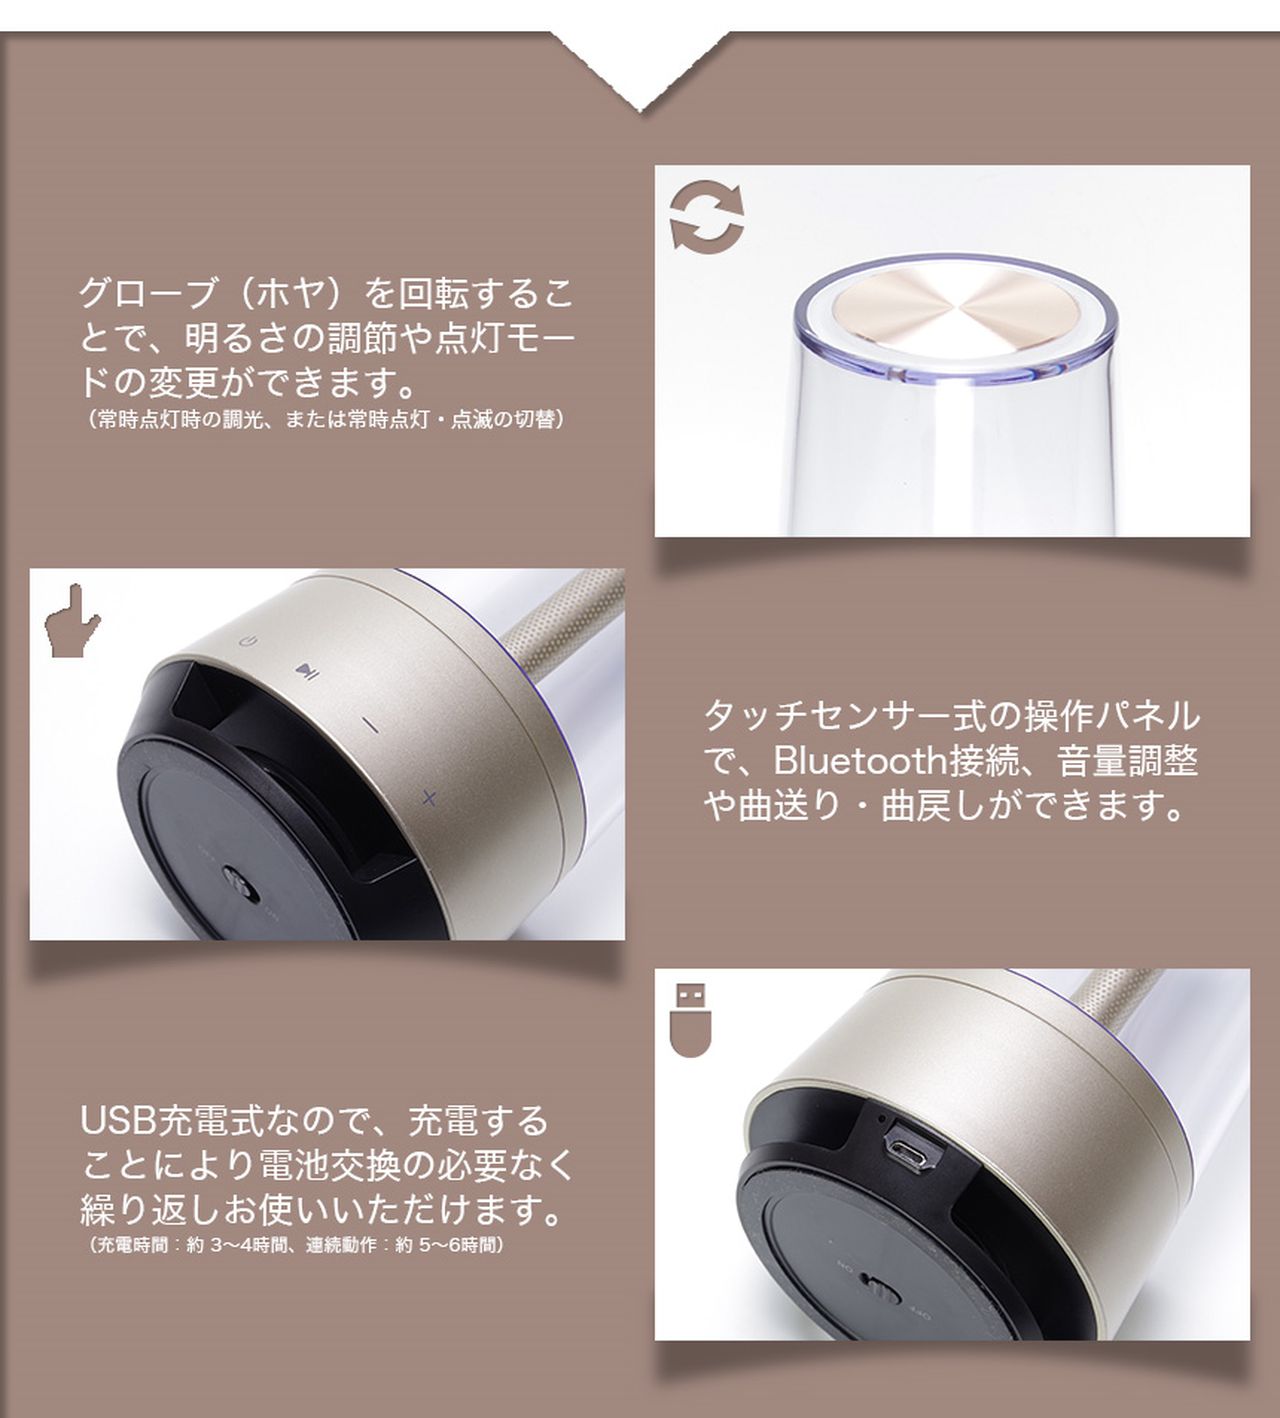 グローブ（ホヤ）を回転するこ
とで、明るさの調節や点灯モー
ドの変更ができます。
（常時点灯時の調光、または常時点灯・点滅の切替）
タッチセンサー式の操作パネル
で、Bluetooth接続、音量調整
や曲送り・曲戻しができます。
OFF
ON
USB充電式なので、充電する
ことにより電池交換の必要なく
繰り返しお使いいただけます。
（充電時間：約 3〜4時間、連続動作：約 5〜6時間）
ON
OFF